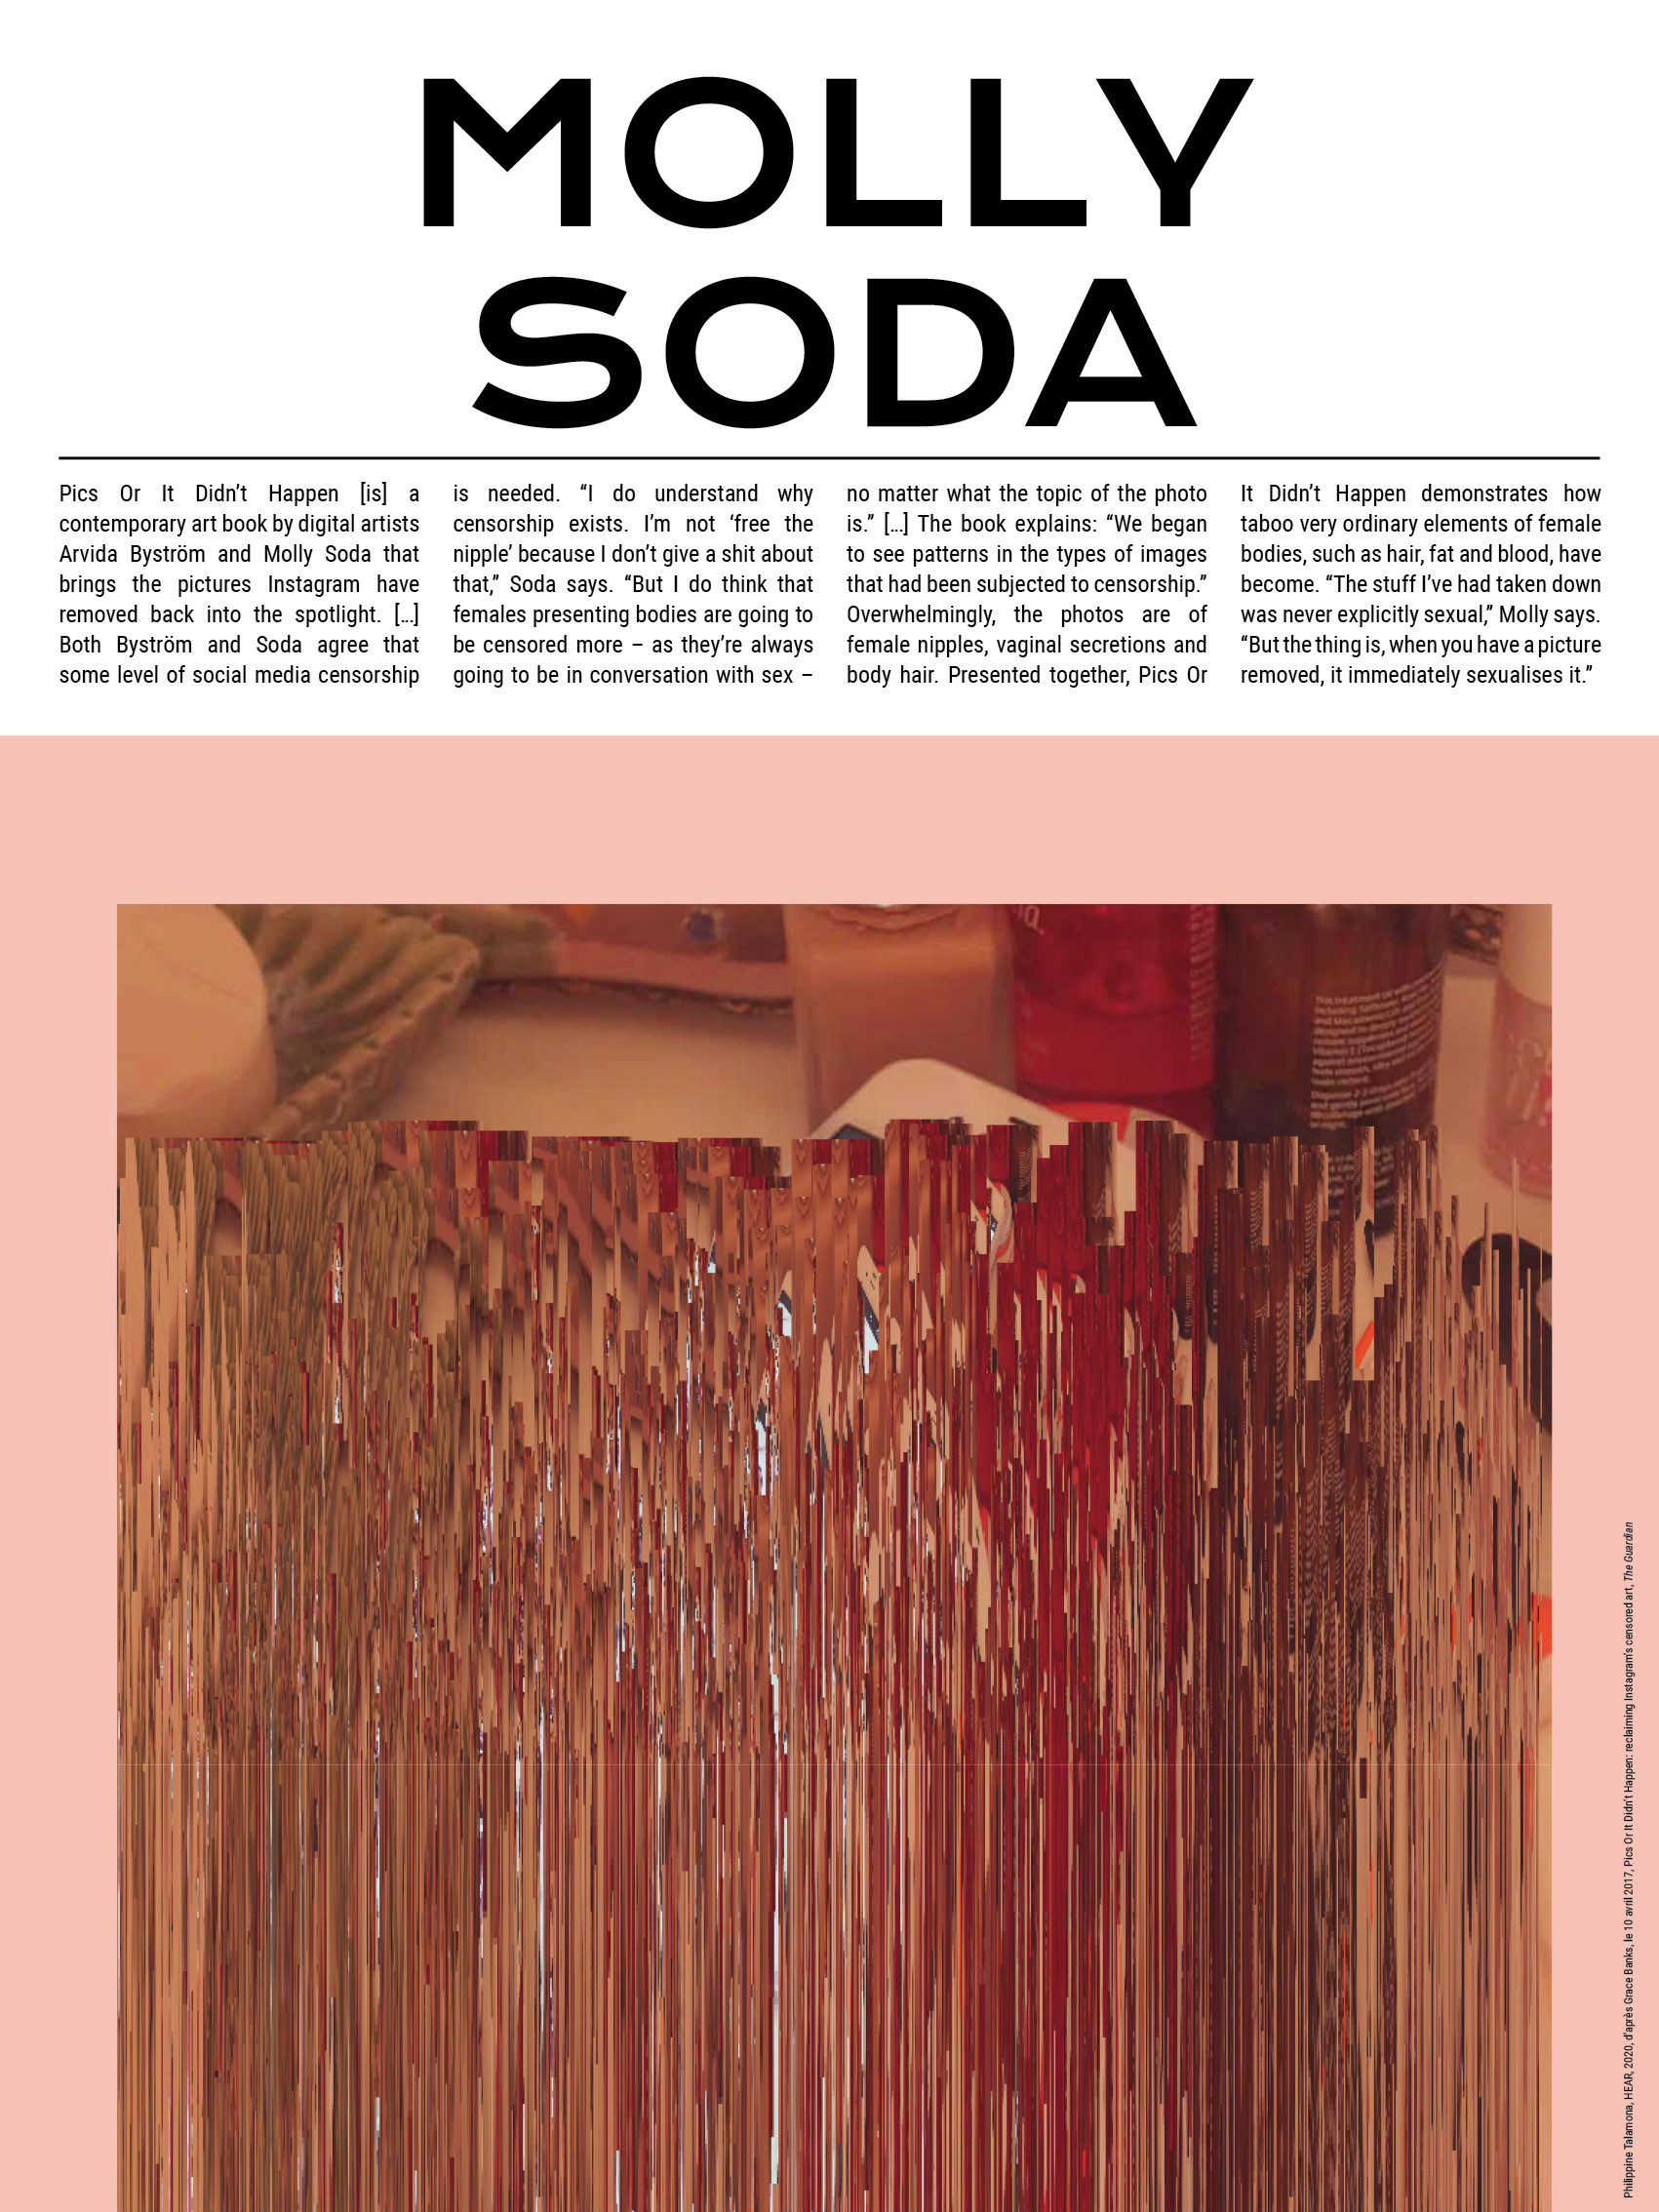 MOLLY
SODA
Pics Or It Didn’t Happen [is] a
contemporary art book by digital artists
Arvida Byström and Molly Soda that
brings the pictures Instagram have
removed back into the spotlight. [...]
Both Byström and Soda agree that
some level of social media censorship
is needed. “I do understand why
censorship exists. I’m not ‘free the
nipple’ because I don’t give a shit about
that,” Soda says. “But I do think that
females presenting bodies are going to
be censored more – as they’re always
going to be in conversation with sex –
no matter what the topic of the photo
is.” [...] The book explains: “We began
to see patterns in the types of images
that had been subjected to censorship.”
Overwhelmingly, the photos are of
female nipples, vaginal secretions and
body hair. Presented together, Pics Or
It Didn’t Happen demonstrates how
taboo very ordinary elements of female
bodies, such as hair, fat and blood, have
become. “The stuff I’ve had taken down
was never explicitly sexual,” Molly says.
“But the thing is, when you have a picture
removed, it immediately sexualises it.”
Philippine Talamona, HEAR, 2020, d’après Grace Banks, le 10 avril 2017, Pics Or It Didn’t Happen: reclaiming Instagram’s censored art, The Guardian